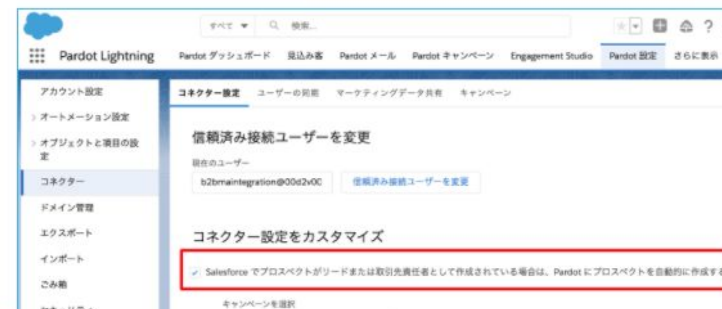 すべて 検索...
Pardot Lightning Pardot ダッシュボード 見込み客 Pardot メール Pardot キャンペーン Engagement Studio Pardot 設定 さらに表示
アカウント設定
コネクター設定 ユーザーの同期 マーケティングデータ共有 キャンペーン
オートメーション設定
オブジェクトと項目の設定
信頼済み接続ユーザーを変更
現在のユーザー
コネクター
b2bmaintegration@00d2v0C 信頼済み接続ユーザーを変更
ドメイン管理
エクスポート
コネクター設定をカスタマイズ
インポート
Salesforce でプロスペクトがリードまたは取引先責任者として作成されている場合は、Pardot にプロスペクトを自動的に作成する
ごみ箱
キャンペーンを選択